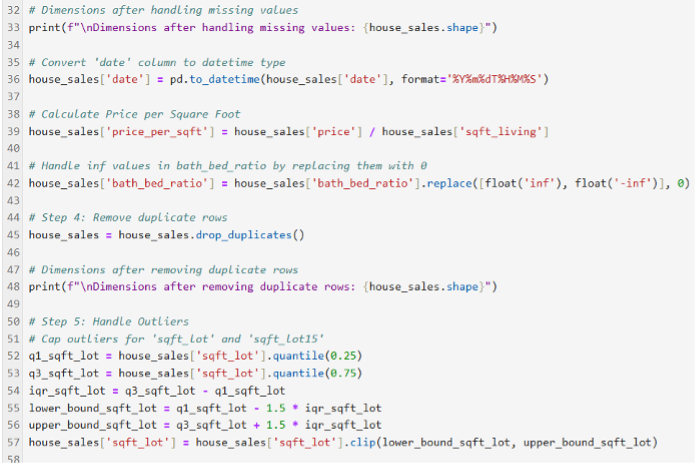 32 # Dimensions after handling missing values
33 print(f"\nDimensions after handling missing values: {house_sales.shape}")
34
35 # Convert 'date' column to datetime type
36 house_sales['date'] = pd.to_datetime(house_sales['date'], format='%Y%m%dT%H%M%S')
37
38 # Calculate Price per Square Foot
39 house_sales['price_per_sqft'] = house_sales['price'] / house_sales['sqft_living']
40
41 # Handle inf values in bath_bed_ratio by replacing them with 0
42 house_sales['bath_bed_ratio'] = house_sales['bath_bed_ratio'].replace([float('inf'), float('-inf')], 0)
43
44 # Step 4: Remove duplicate rows
45 house_sales = house_sales.drop_duplicates()
46
47 # Dimensions after removing duplicate rows
48 print(f"\nDimensions after removing duplicate rows: {house_sales.shape}")
49
50 # Step 5: Handle Outliers
51 # Cap outliers for 'sqft_lot' and 'sqft_lot15'
52 q1_sqft_lot = house_sales['sqft_lot'].quantile(0.25)
53 q3_sqft_lot = house_sales['sqft_lot'].quantile(0.75)
54 iqr_sqft_lot = q3_sqft_lot - q1_sqft_lot
55 lower_bound_sqft_lot = q1_sqft_lot - 1.5 * iqr_sqft_lot
56 upper_bound_sqft_lot = q3_sqft_lot + 1.5 * iqr_sqft_lot
57 house_sales['sqft_lot'] = house_sales['sqft_lot'].clip(lower_bound_sqft_lot, upper_bound_sqft_lot)
58